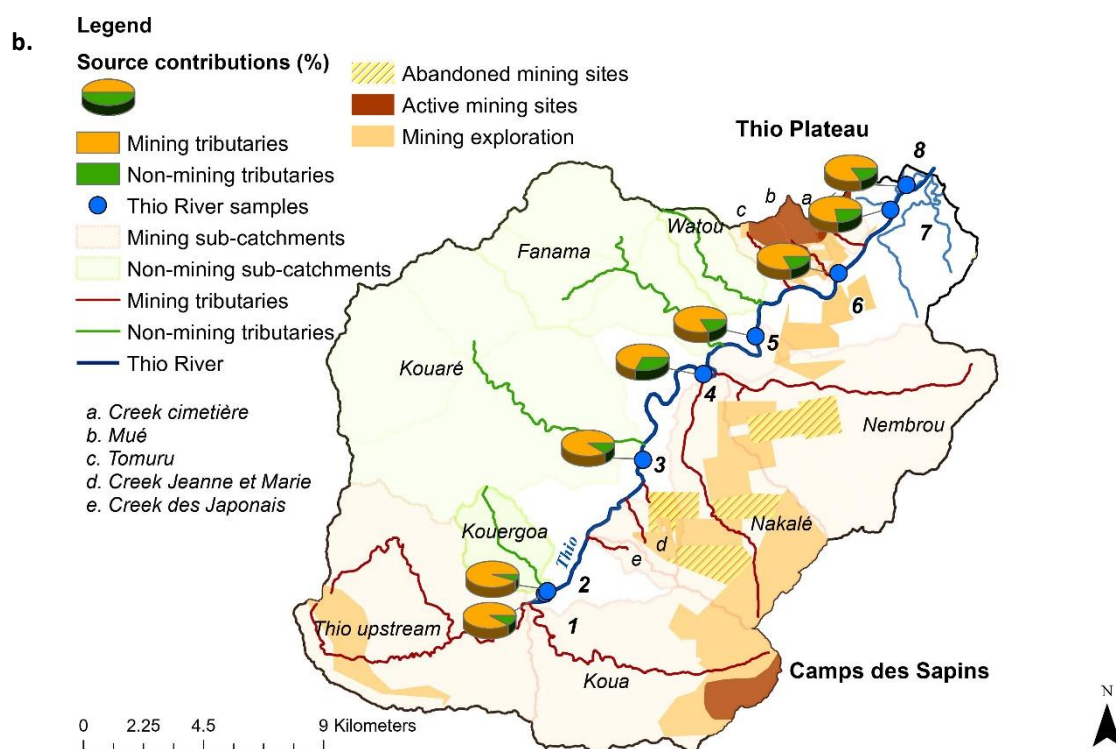 b.
Legend
Source contributions (%)
Mining tributaries
Non-mining tributaries
Thio River samples
Mining sub-catchments
Non-mining sub-catchments
Mining tributaries
Non-mining tributaries
Thio River
a. Creek cimetière
b. Mué
c. Tomuru
d. Creek Jeanne et Marie
e. Creek des Japonais
Abandoned mining sites
Active mining sites
Mining exploration
Thio Plateau
8
b
a
c
Watou
7
Fanama
6
5
Kouaré
4
Nembrou
3
Nakalé
Kouergoa
Thio
d
e
2
1
Thio upstream
Koua
Camps des Sapins
N
0 2.25 4.5 9 Kilometers